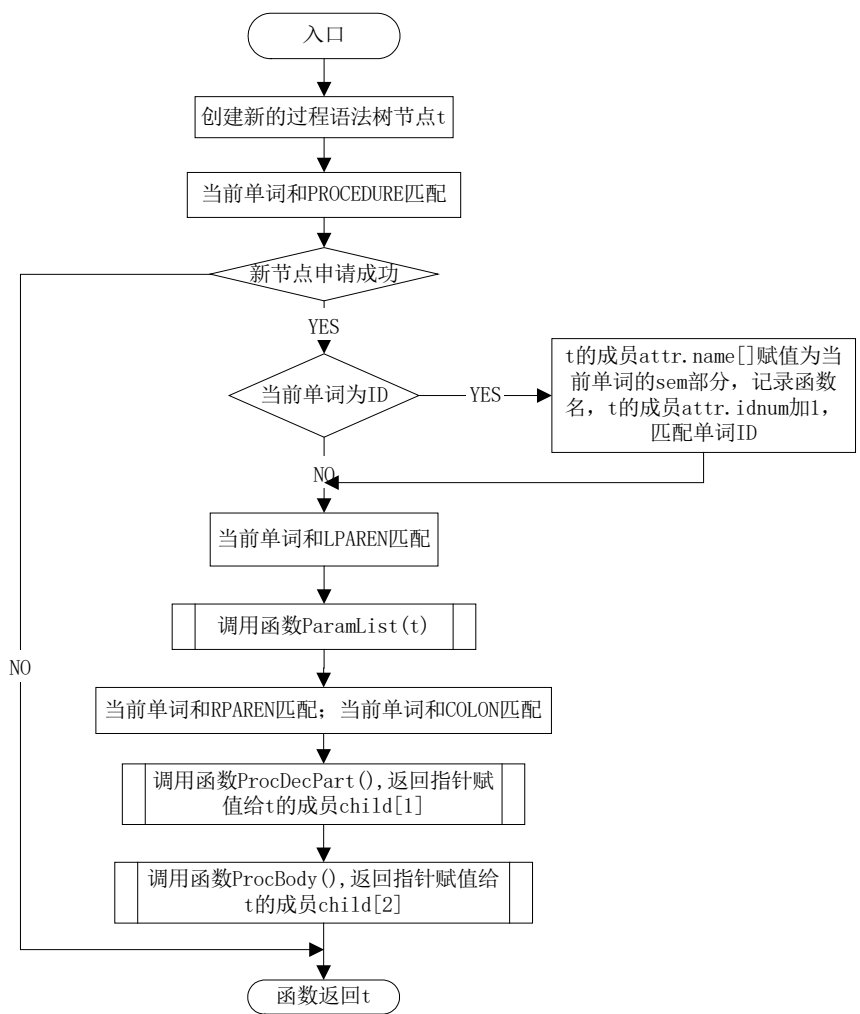 入口
创建新的过程语法树节点t
当前单词和PROCEDURE匹配
新节点申请成功
YES
当前单词为ID
YES
t的成员attr.name[]赋值为当
前单词的sem部分，记录函数
名，t的成员attr.idnum加1，
匹配单词ID
NO
当前单词和LPAREN匹配
调用函数ParamList(t)
NO
当前单词和RPAREN匹配；当前单词和COLON匹配
调用函数ProcDecPart(),返回指针赋
值给t的成员child[1]
调用函数ProcBody(),返回指针赋值给
t的成员child[2]
函数返回t